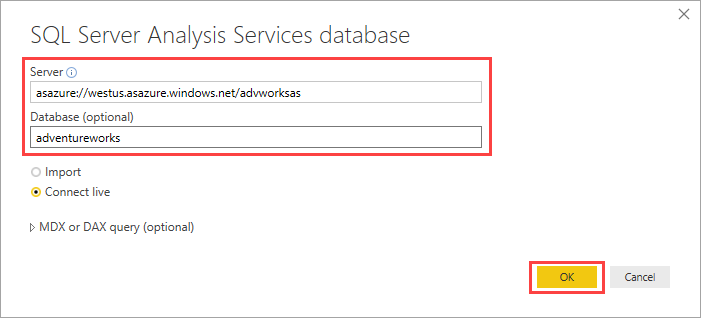 SQL Server Analysis Services database
Server
asazure://westus.asazure.windows.net/advworksas
Database (optional)
adventureworks
Import
Connect live
MDX or DAX query (optional)
OK
Cancel